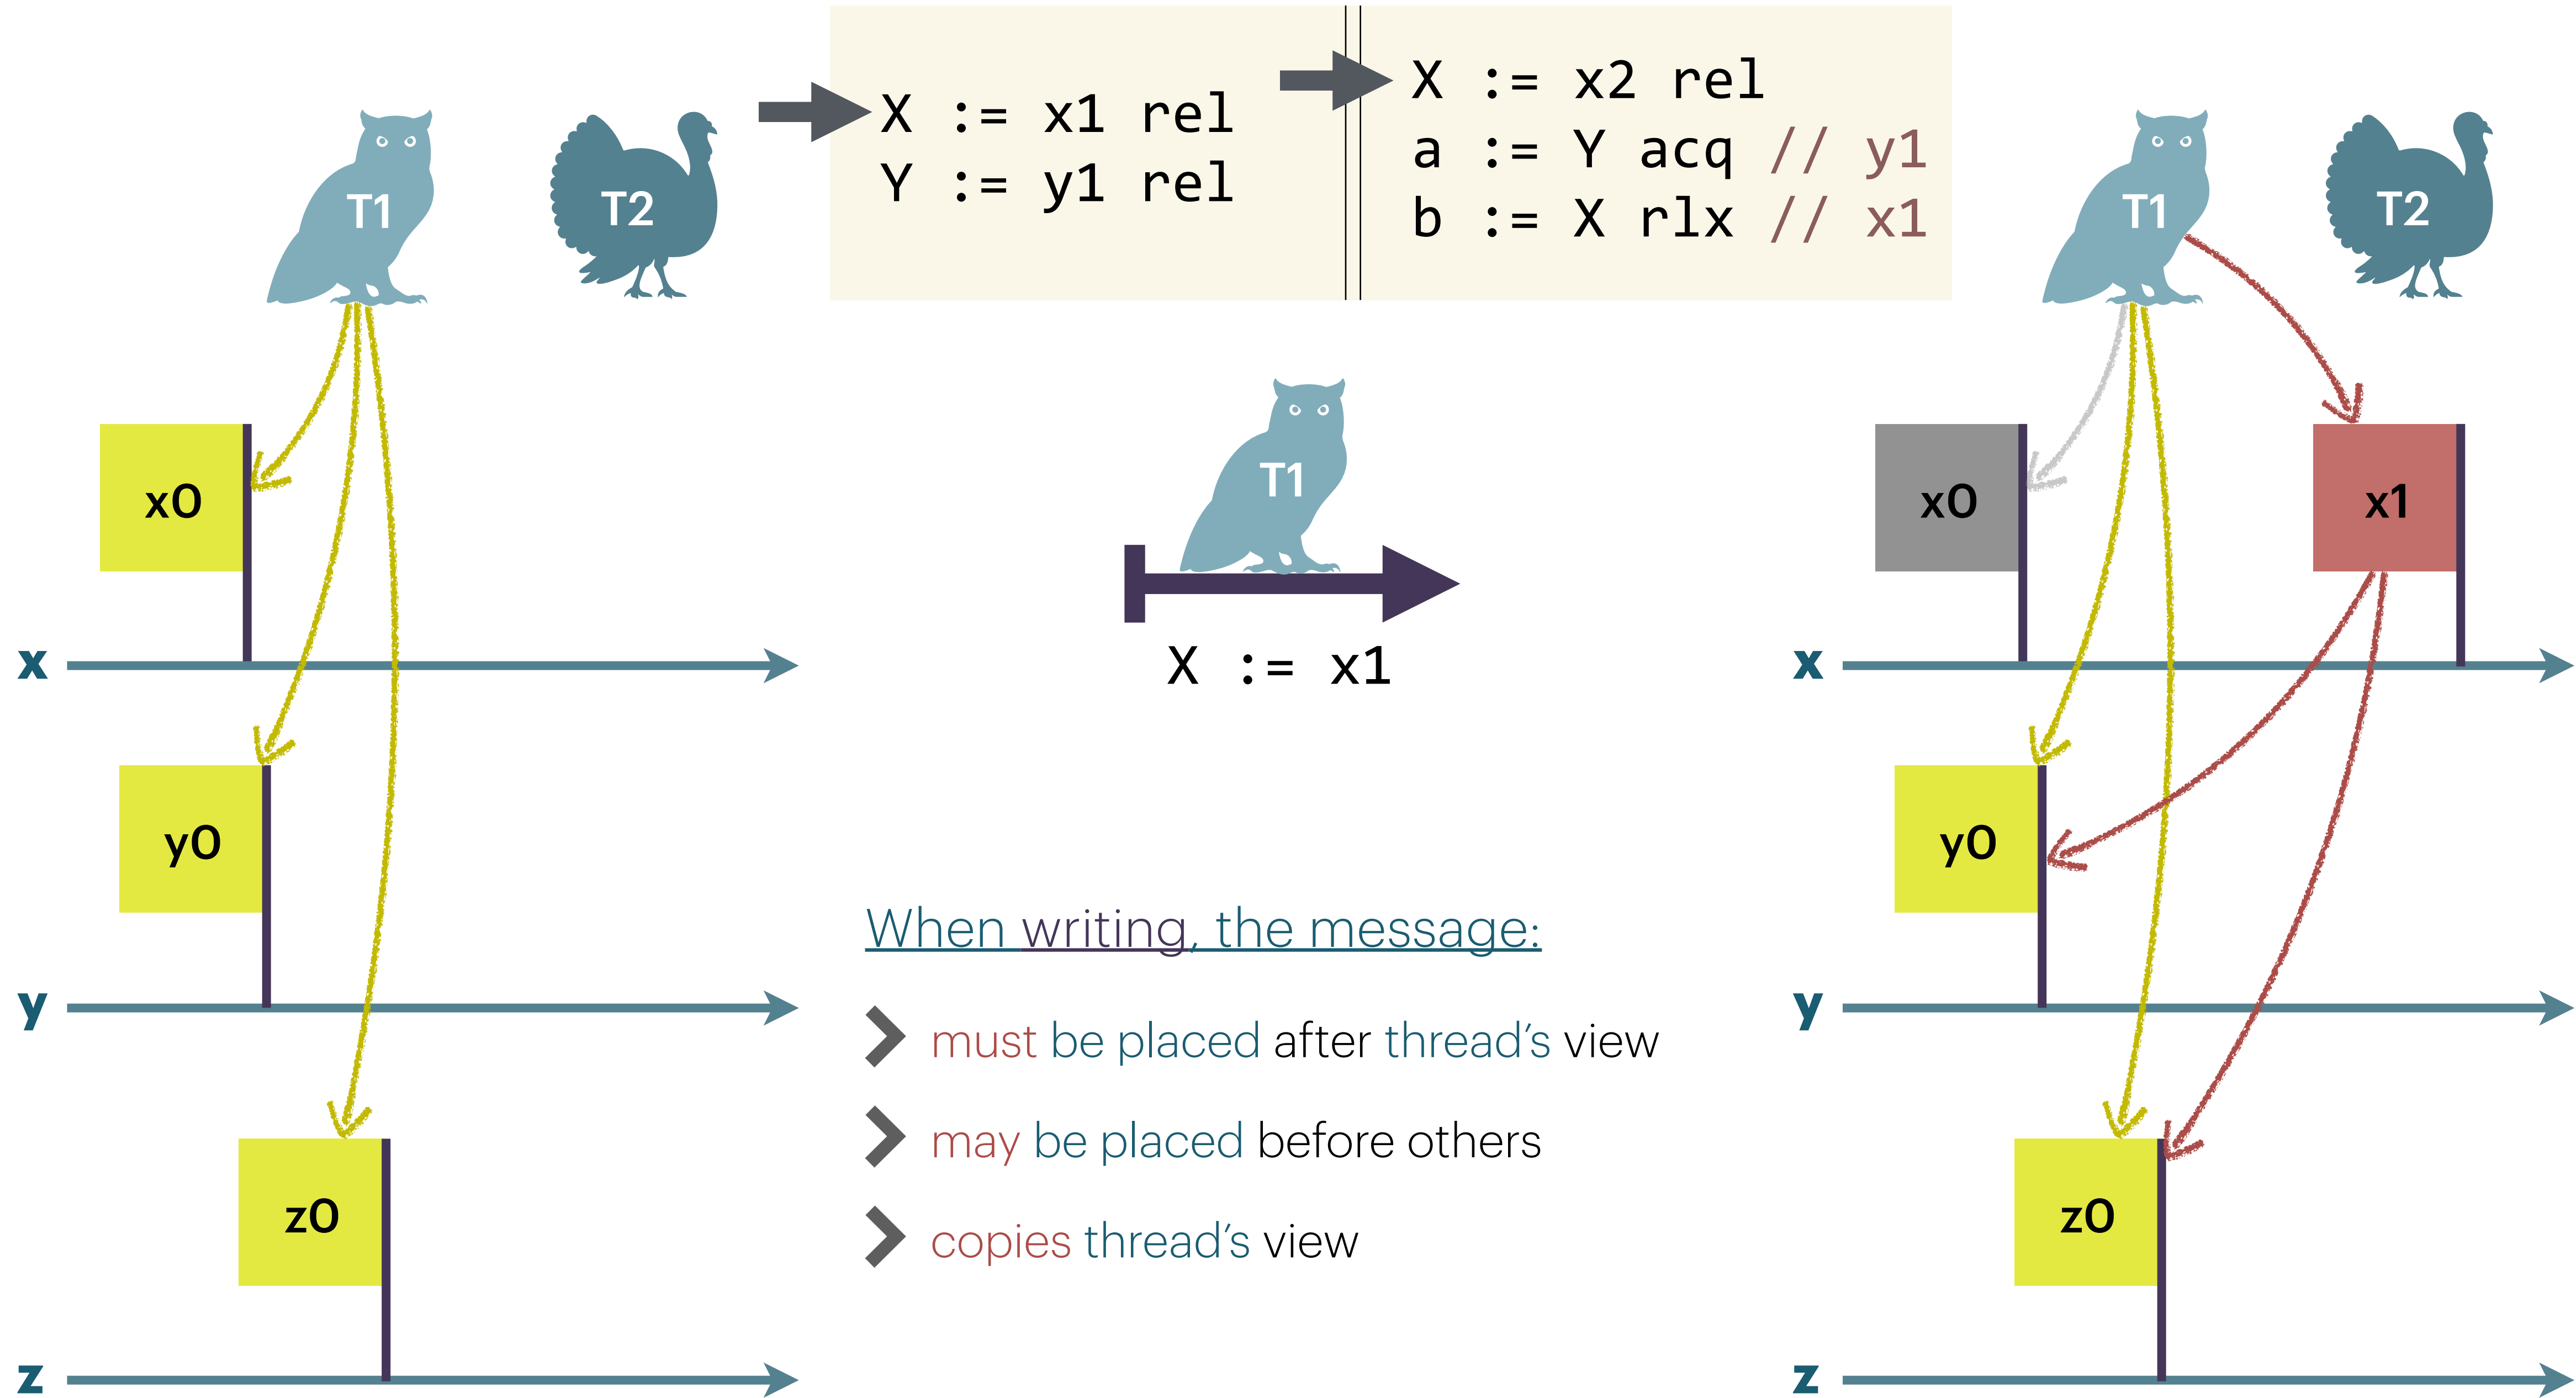 T1
T2
X := x1 rel
Y := y1 rel
X := x2 rel
a := Y acq // y1
b := X rlx // x1
T1
T2
x0
x
y0
y
z0
z
T1
X := x1
When writing, the message:
must be placed after thread’s view
may be placed before others
copies thread’s view
x0
x1
x
y0
y
z0
z